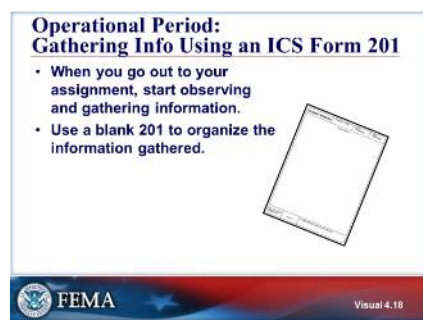 Operational Period:
Gathering Info Using an ICS Form 201
• When you go out to your
assignment, start observing
and gathering information.
• Use a blank 201 to organize the
information gathered.
FEMA
Visual 4.18